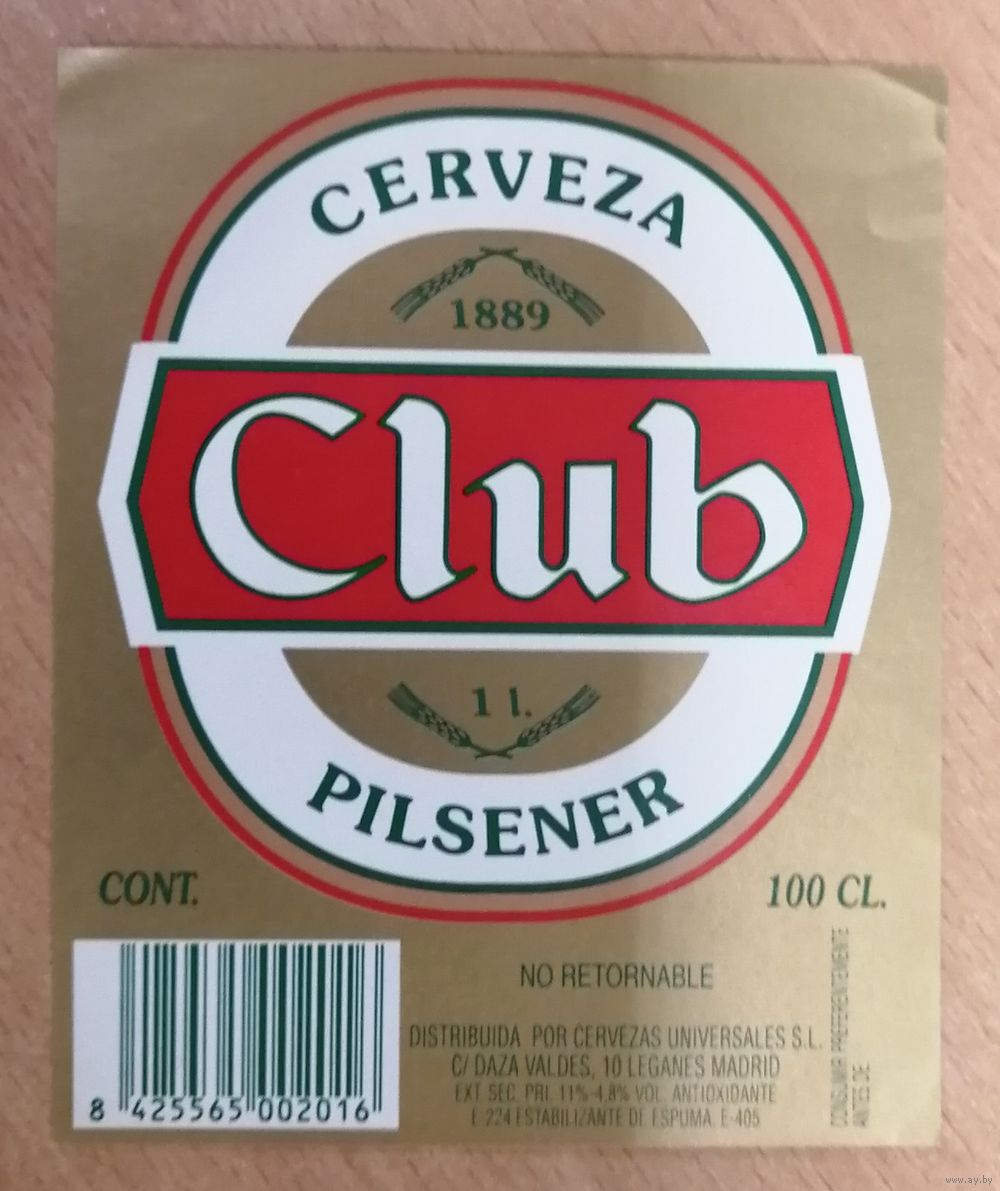 CERVEZA
1889
Club
1 l.
PILSENER
CONT.
100 CL.
NO RETORNABLE
DISTRIBUIDA POR CERVEZAS UNIVERSALES S.L.
C/ DAZA VALDES, 10 LEGANES MADRID
EXT SEC. PRI. 11%-4,8% VOL. ANTIOXIDANTE
E 224 ESTABILIZANTE DE ESPUMA. E-405
CONSUMIR PREFERENTEMENTE
ANTES DE
8 425565 002016
www.ay.by